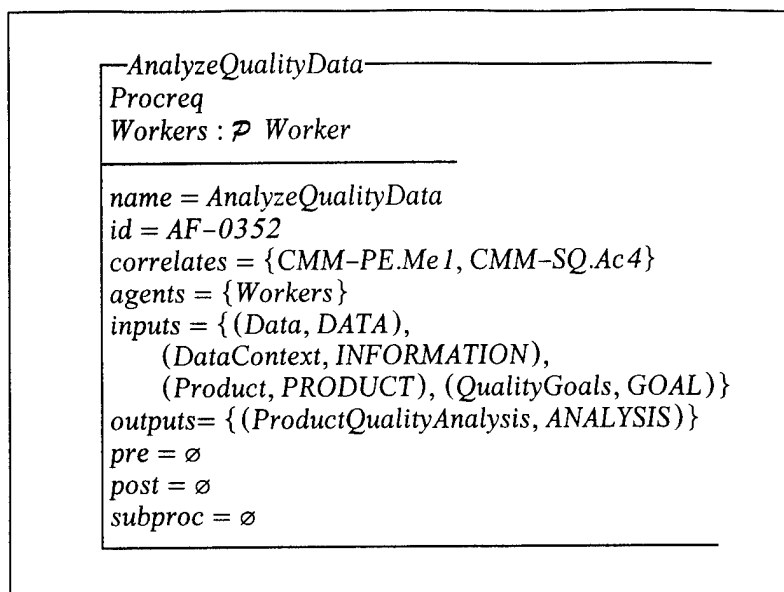 AnalyzeQualityData
Procreq
Workers : 𝓟 Worker
name = AnalyzeQualityData
id = AF–0352
correlates = {CMM–PE.Me1, CMM–SQ.Ac4}
agents = {Workers}
inputs = {(Data, DATA),
(DataContext, INFORMATION),
(Product, PRODUCT), (QualityGoals, GOAL)}
outputs= {(ProductQualityAnalysis, ANALYSIS)}
pre = ∅
post = ∅
subproc = ∅